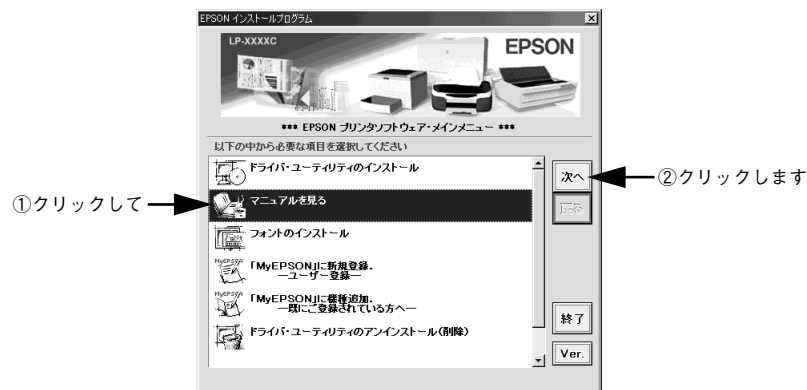 EPSON インストールプログラム
LP-XXXXC
EPSON
*** EPSON プリンタソフトウェア・メインメニュー ***
以下の中から必要な項目を選択してください
ドライバ・ユーティリティのインストール
次へ
②クリックします
①クリックして
マニュアルを見る
戻る
フォントのインストール
MyEPSON
「MyEPSON」に新規登録.
―ユーザー登録―
MyEPSON
「MyEPSON」に機種追加.
―既にご登録されている方へ―
終了
ドライバ・ユーティリティのアンインストール(削除)
Ver.